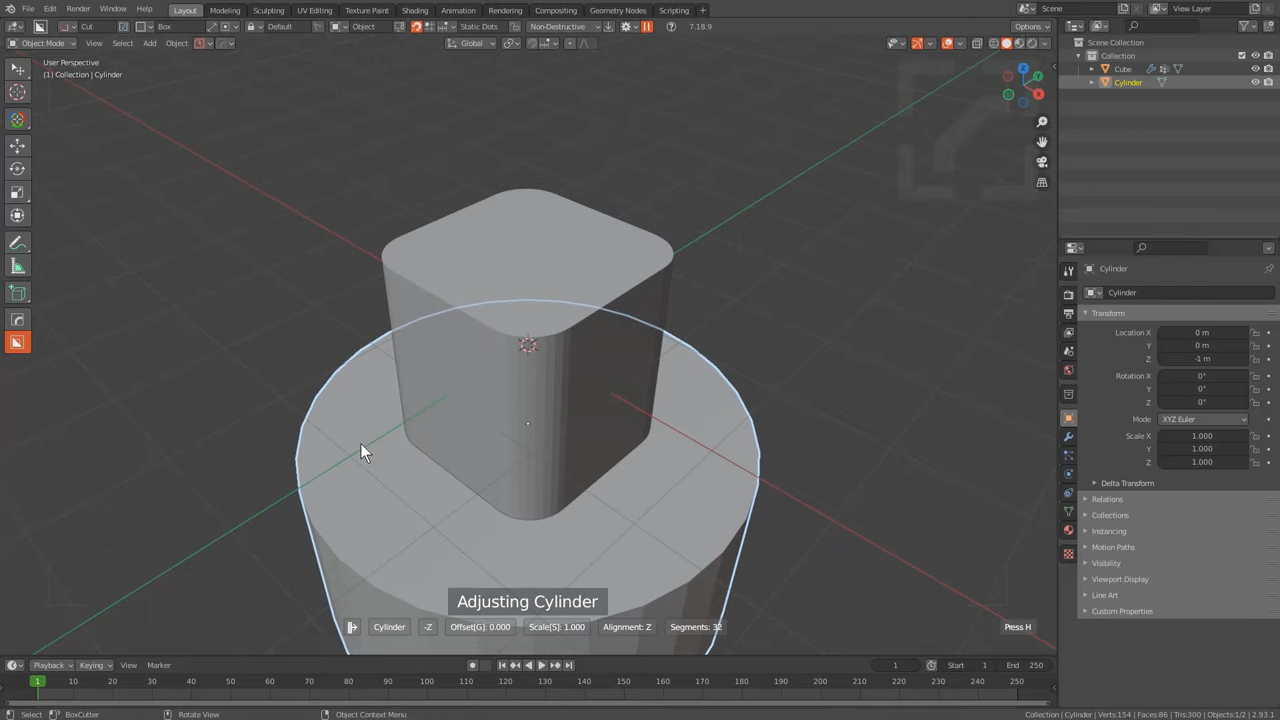 File Edit Render Window Help Layout Modeling Sculpting UV Editing Texture Paint Shading Animation Rendering Compositing Geometry Nodes Scripting Scene View Layer
Cut Box Default Object Static Dots Non-Destructive 7.18.9 Options
Object Mode View Select Add Object Global
User Perspective
(1) Collection | Cylinder
Z
Y
X
Scene Collection
Collection
Cube
Cylinder
Cylinder
Cylinder
Transform
Location X 0 m
Y 0 m
Z -1 m
Rotation X 0°
Y 0°
Z 0°
Mode XYZ Euler
Scale X 1.000
Y 1.000
Z 1.000
Delta Transform
Relations
Collections
Instancing
Motion Paths
Visibility
Viewport Display
Line Art
Custom Properties
Adjusting Cylinder
Cylinder -Z Offset[G]: 0.000 Scale[S]: 1.000 Alignment: Z Segments: 32 Press H
Playback Keying View Marker 1 Start 1 End 250
1 10 20 30 40 50 60 70 80 90 100 110 120 130 140 150 160 170 180 190 200 210 220 230 240 250
Select BoxCutter Rotate View Object Context Menu Collection | Cylinder | Verts:154 | Faces:86 | Tris:300 | Objects:1/2 | 2.93.1